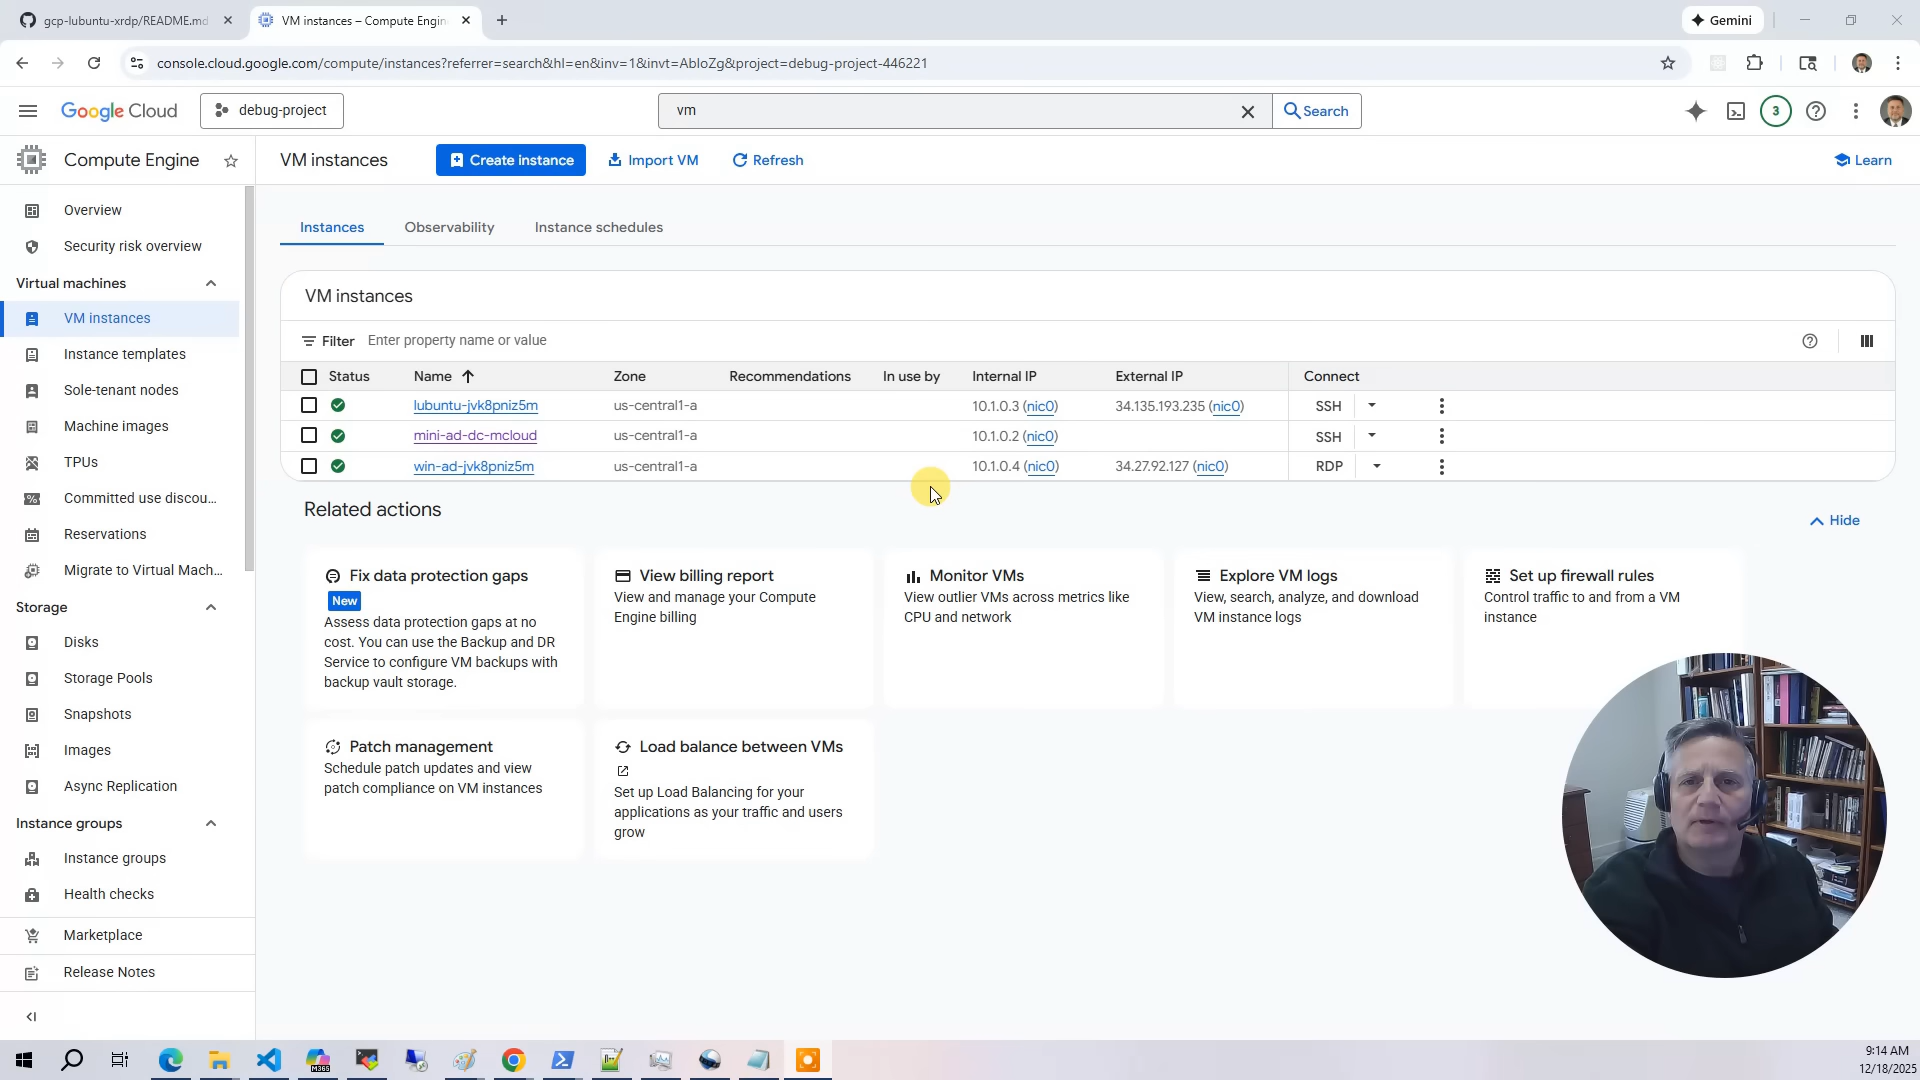 gcp-lubuntu-xrdp/README.md
VM instances – Compute Engin
Gemini
console.cloud.google.com/compute/instances?referrer=search&hl=en&inv=1&invt=AbloZg&project=debug-project-446221
Google Cloud
debug-project
vm
Search
3
Compute Engine
VM instances
Create instance
Import VM
Refresh
Learn
Overview
Security risk overview
Virtual machines
VM instances
Instance templates
Sole-tenant nodes
Machine images
TPUs
Committed use discou...
Reservations
Migrate to Virtual Mach...
Storage
Disks
Storage Pools
Snapshots
Images
Async Replication
Instance groups
Instance groups
Health checks
Marketplace
Release Notes
Instances
Observability
Instance schedules
VM instances
Filter Enter property name or value
Status Name Zone Recommendations In use by Internal IP External IP Connect
lubuntu-jvk8pniz5m us-central1-a 10.1.0.3 (nic0) 34.135.193.235 (nic0) SSH
mini-ad-dc-mcloud us-central1-a 10.1.0.2 (nic0) SSH
win-ad-jvk8pniz5m us-central1-a 10.1.0.4 (nic0) 34.27.92.127 (nic0) RDP
Related actions
Hide
Fix data protection gaps
New
Assess data protection gaps at no
cost. You can use the Backup and DR
Service to configure VM backups with
backup vault storage.
View billing report
View and manage your Compute
Engine billing
Monitor VMs
View outlier VMs across metrics like
CPU and network
Explore VM logs
View, search, analyze, and download
VM instance logs
Set up firewall rules
Control traffic to and from a VM
instance
Patch management
Schedule patch updates and view
patch compliance on VM instances
Load balance between VMs
Set up Load Balancing for your
applications as your traffic and users
grow
M365
9:14 AM
12/18/2025